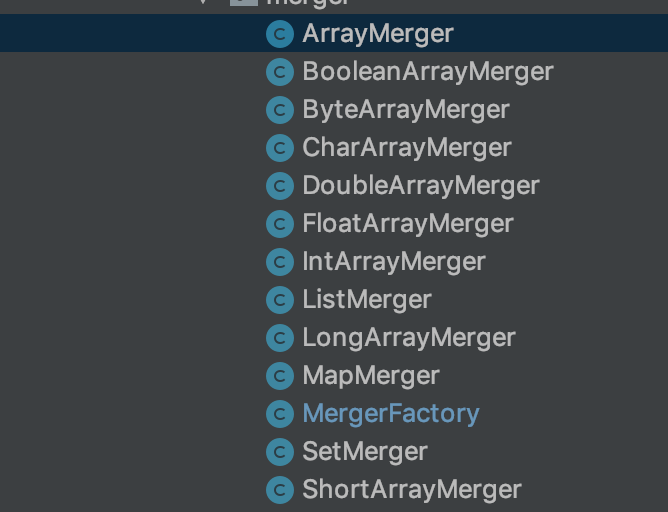 merger
ArrayMerger
BooleanArrayMerger
ByteArrayMerger
CharArrayMerger
DoubleArrayMerger
FloatArrayMerger
IntArrayMerger
ListMerger
LongArrayMerger
MapMerger
MergerFactory
SetMerger
ShortArrayMerger